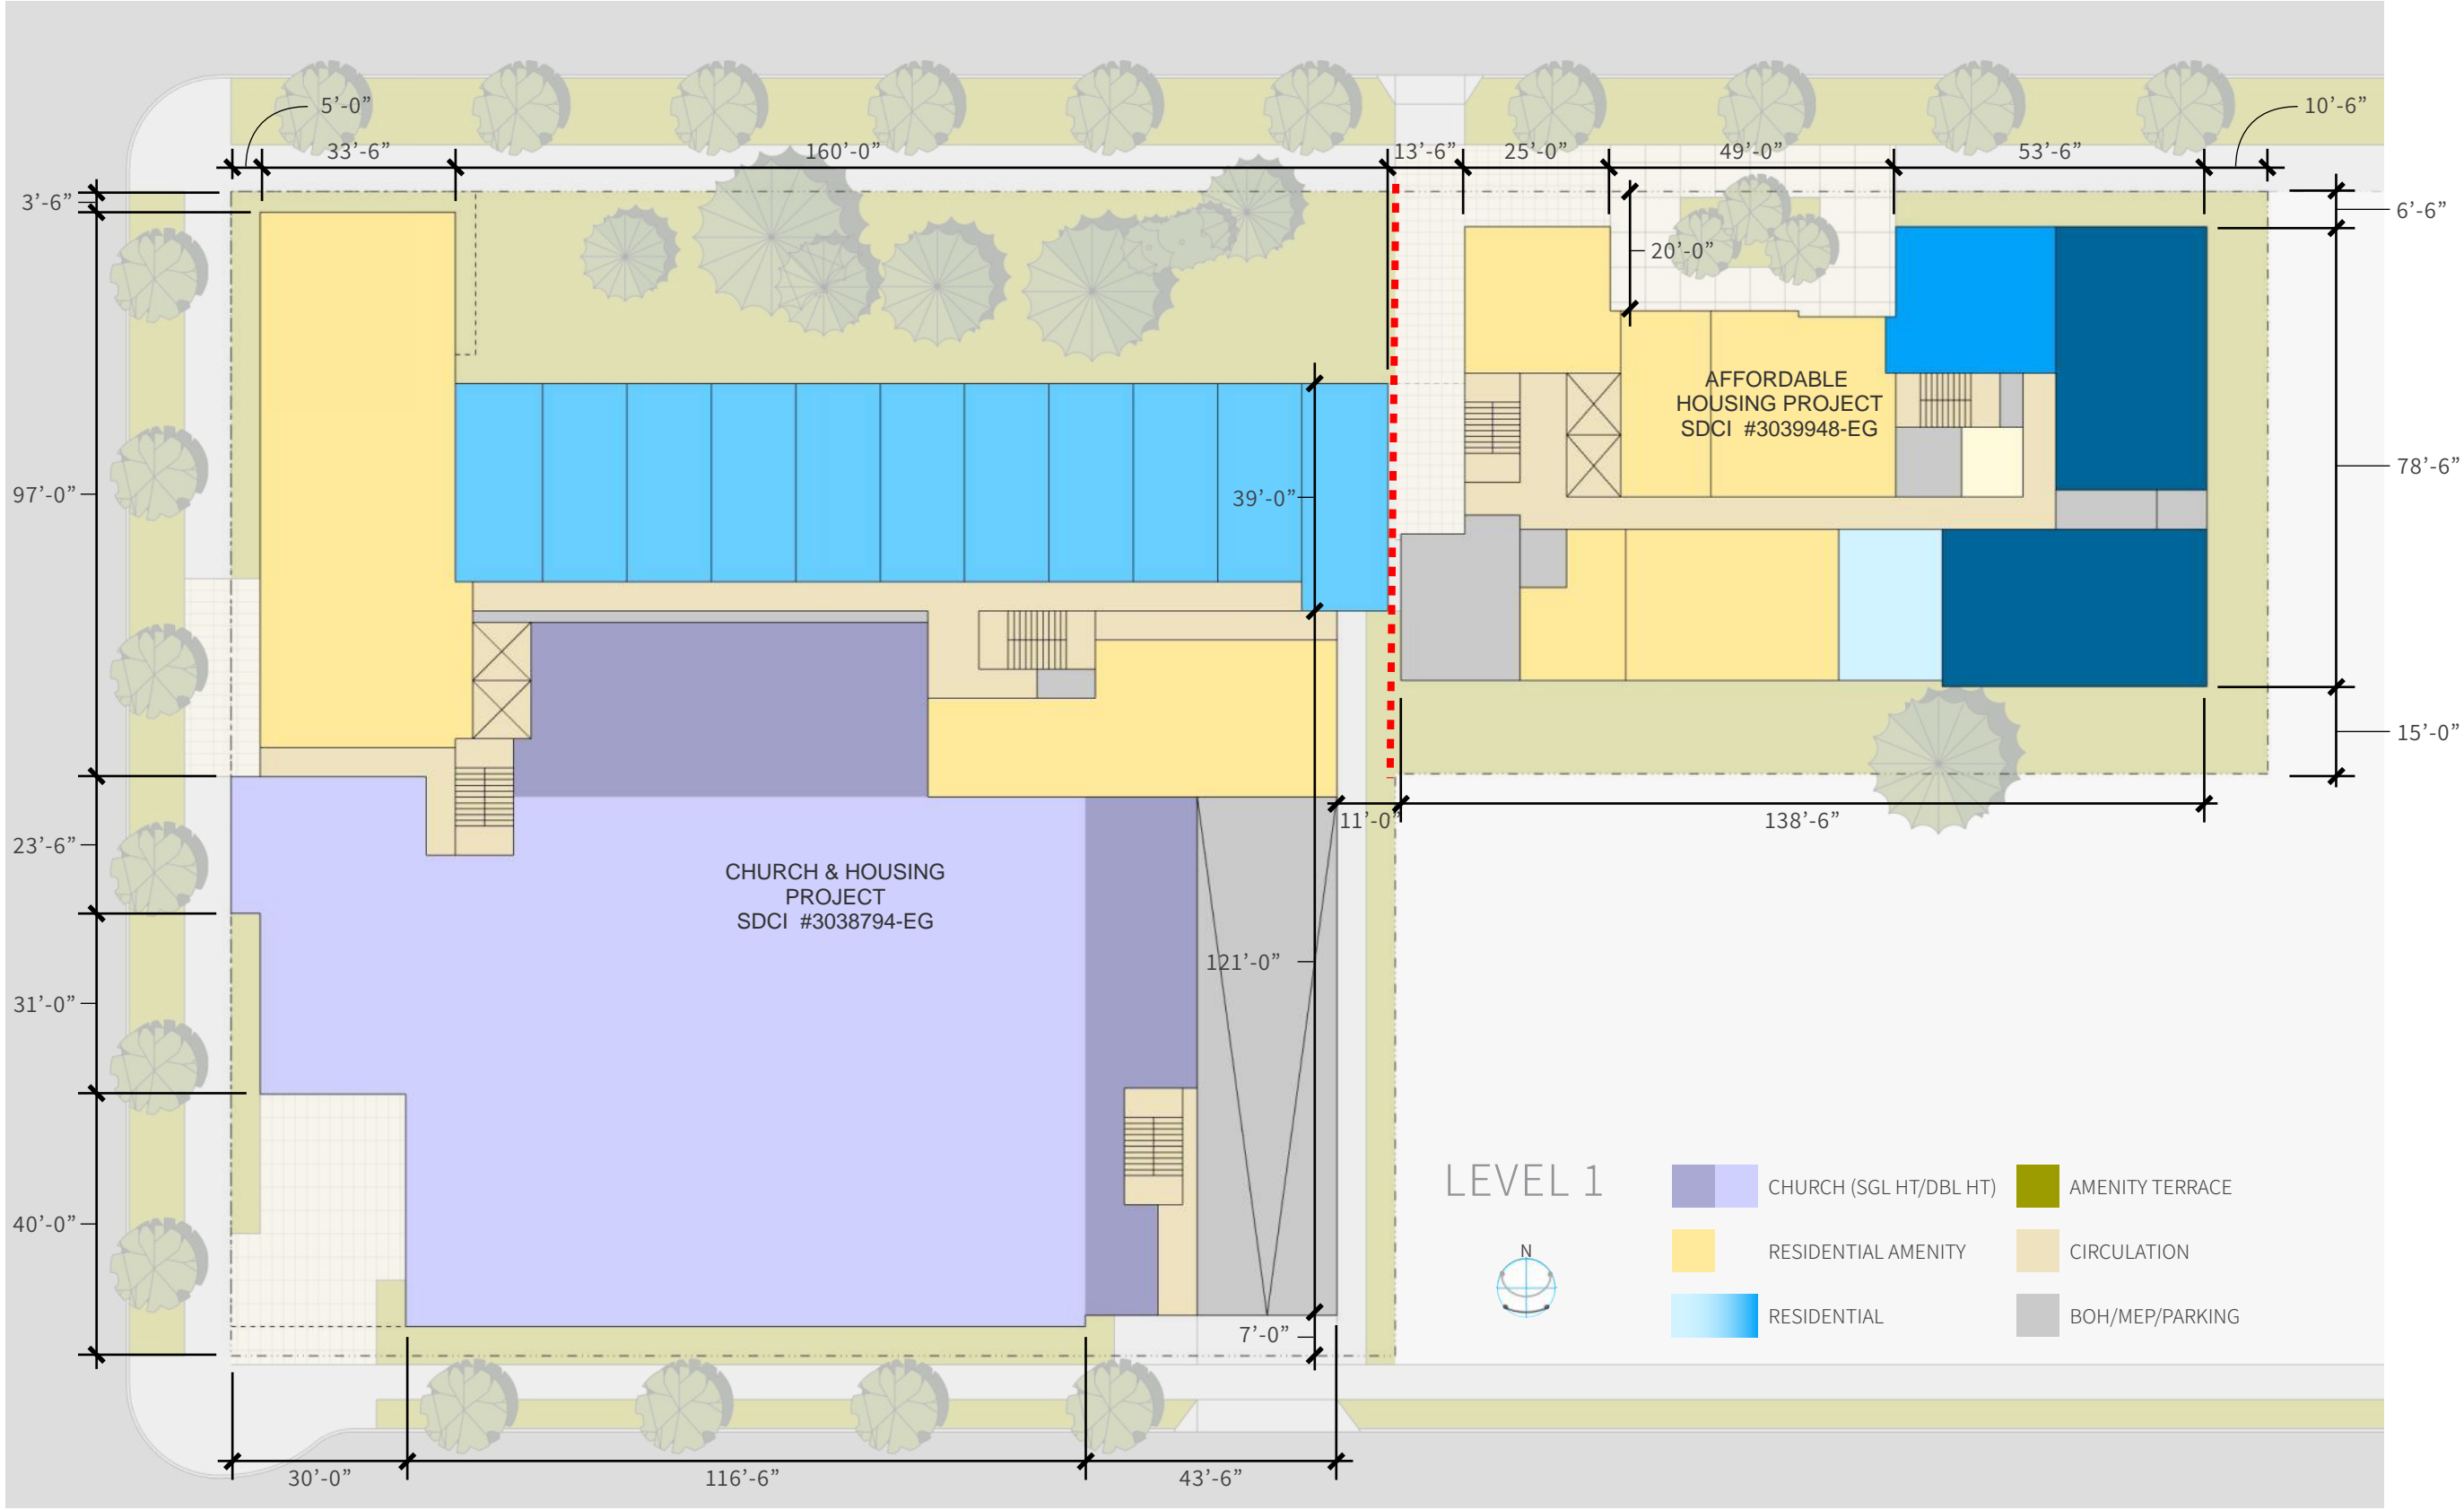 5’-0”
10’-6”
33’-6”
160’-0”
13’-6”
25’-0”
49’-0”
53’-6”
3’-6”
6’-6”
20’-0”
AFFORDABLE
HOUSING PROJECT
SDCI #3039948-EG
97’-0”
39’-0”
78’-6”
15’-0”
11’-0”
138’-6”
23’-6”
CHURCH & HOUSING
PROJECT
SDCI #3038794-EG
121’-0”
31’-0”
40’-0”
7’-0”
30’-0”
116’-6”
43’-6”
LEVEL 1
N
CHURCH (SGL HT/DBL HT)
AMENITY TERRACE
RESIDENTIAL AMENITY
CIRCULATION
RESIDENTIAL
BOH/MEP/PARKING